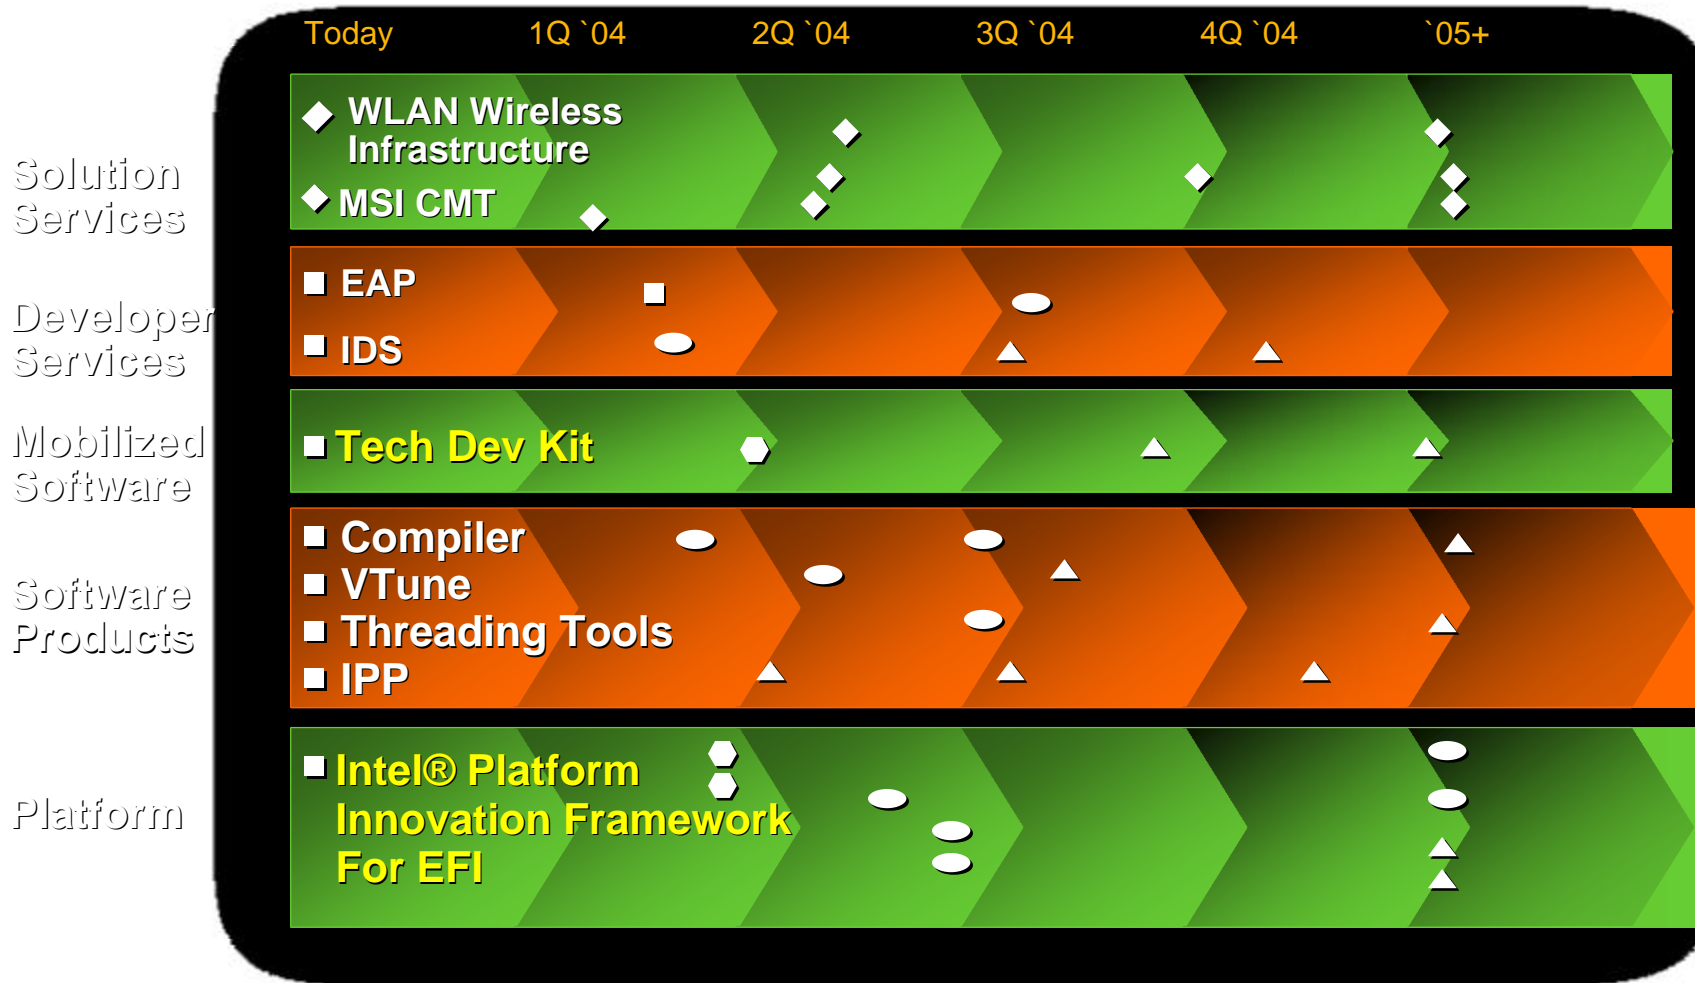 Today 1Q `04 2Q `04 3Q `04 4Q `04 `05+
Solution
Services
WLAN Wireless
Infrastructure
MSI CMT
Developer
Services
EAP
IDS
Mobilized
Software
Tech Dev Kit
Software
Products
Compiler
VTune
Threading Tools
IPP
Platform
Intel® Platform
Innovation Framework
For EFI